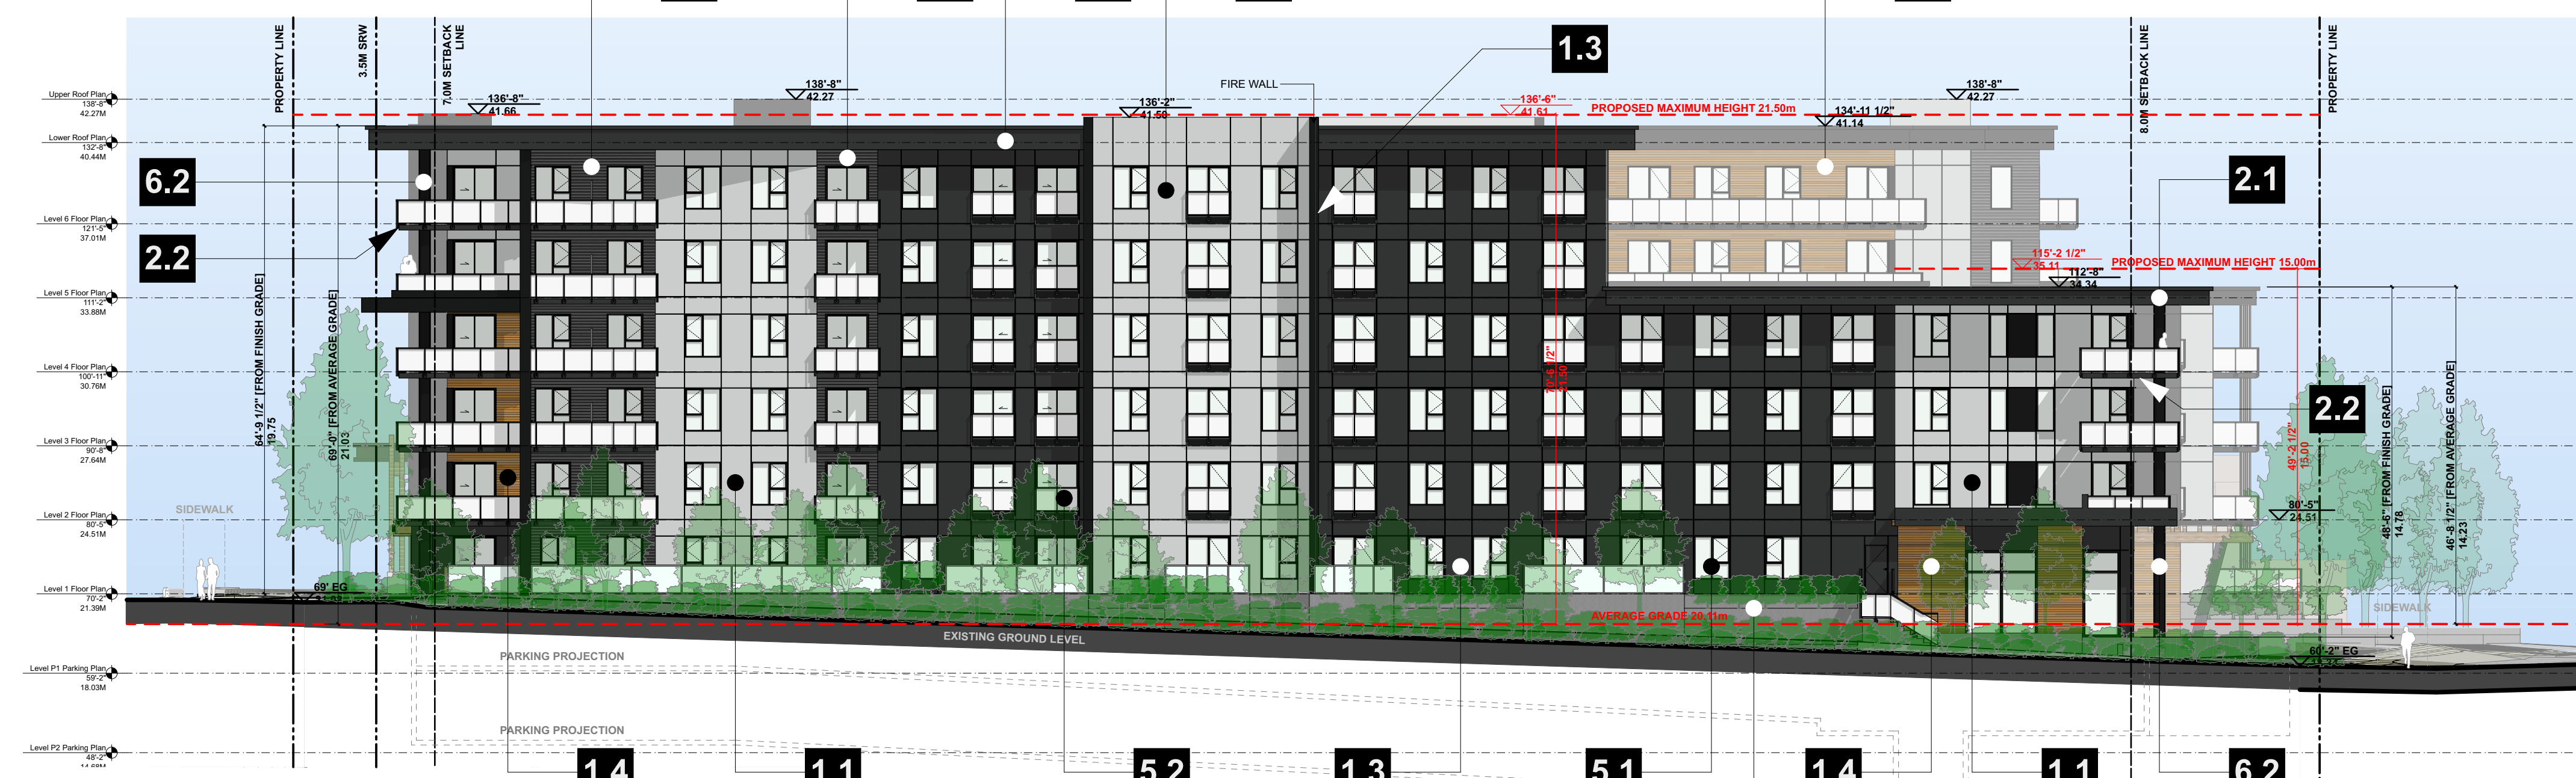 PROPERTY LINE
3.5M SRW
7.0M SETBACK
LINE
8.0M SETBACK LINE
PROPERTY LINE
1.3
FIRE WALL
Upper Roof Plan
138'-8"
42.27M
Lower Roof Plan
132'-8"
40.44M
Level 6 Floor Plan
121'-5"
37.01M
Level 5 Floor Plan
111'-2"
33.88M
Level 4 Floor Plan
100'-11"
30.76M
Level 3 Floor Plan
90'-8"
27.64M
Level 2 Floor Plan
80'-5"
24.51M
Level 1 Floor Plan
70'-2"
21.39M
Level P1 Parking Plan
59'-2"
18.03M
Level P2 Parking Plan
48'-2"
14.68M
136'-8"
41.66
138'-8"
42.27
136'-2"
41.50
136'-6"
41.61
PROPOSED MAXIMUM HEIGHT 21.50m
134'-11 1/2"
41.14
138'-8"
42.27
6.2
2.2
2.1
115'-2 1/2"
35.11
PROPOSED MAXIMUM HEIGHT 15.00m
112'-8"
34.34
2.2
64'-9 1/2" [FROM FINISH GRADE]
19.75
69'-0" [FROM AVERAGE GRADE]
21.03
70'-6 1/2"
21.50
49'-2 1/2"
15.00
48'-6" [FROM FINISH GRADE]
14.78
46'-8 1/2" [FROM AVERAGE GRADE]
14.23
80'-5"
24.51
SIDEWALK
SIDEWALK
69' EG
AVERAGE GRADE 20.11m
EXISTING GROUND LEVEL
60'-2" EG
PARKING PROJECTION
PARKING PROJECTION
1.4
1.1
5.2
1.3
5.1
1.4
1.1
6.2